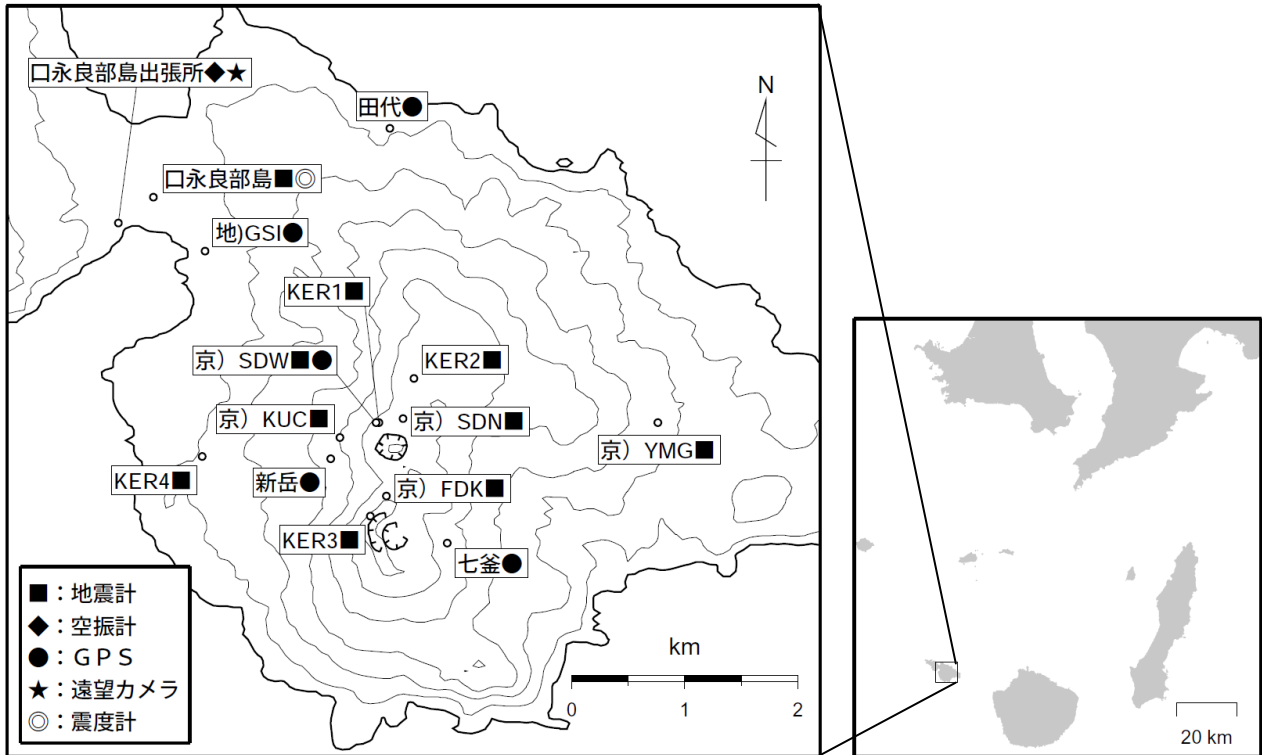 口永良部島出張所◆★
田代●
N
口永良部島■◎
地)GSI●
KER1■
京）SDW■●
KER2■
京）KUC■
京）SDN■
京）YMG■
KER4■
新岳●
京）FDK■
KER3■
七釜●
■：地震計
◆：空振計
●：ＧＰＳ
★：遠望カメラ
◎：震度計
km
0 1 2
20 km